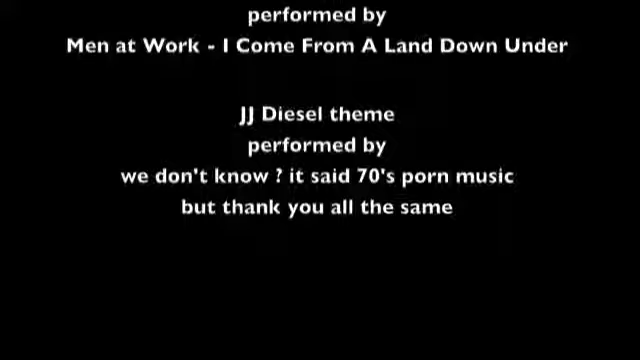 performed by
Men at Work - I Come From A Land Down Under
JJ Diesel theme
performed by
we don't know ? it said 70's porn music
but thank you all the same